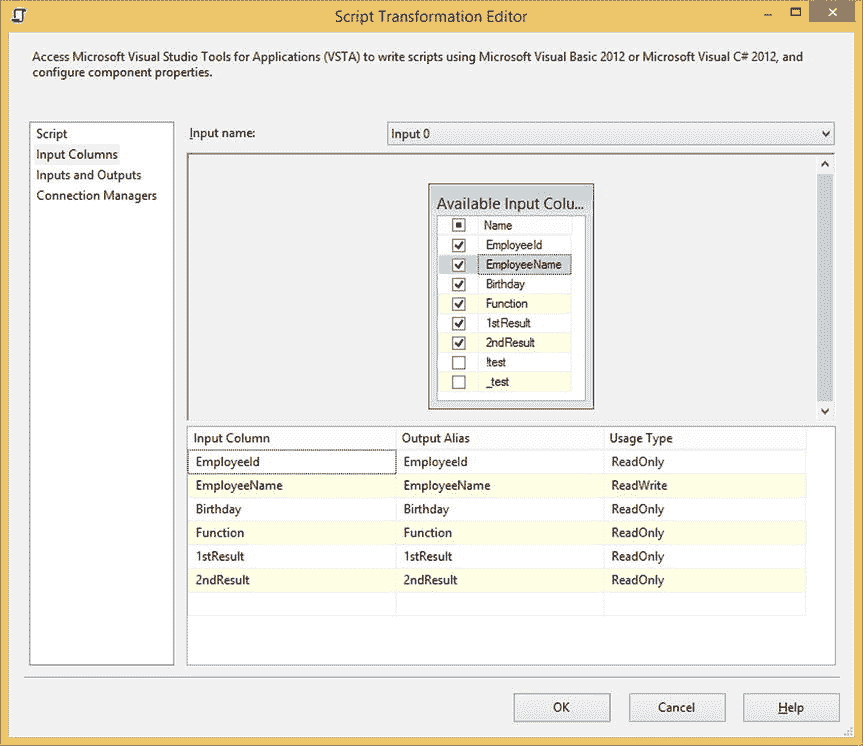 Script Transformation Editor
Access Microsoft Visual Studio Tools for Applications (VSTA) to write scripts using Microsoft Visual Basic 2012 or Microsoft Visual C# 2012, and
configure component properties.
Script
Input Columns
Inputs and Outputs
Connection Managers
Input name:
Input 0
Available Input Colu...
Name
EmployeeId
EmployeeName
Birthday
Function
1stResult
2ndResult
!test
_test
Input Column Output Alias Usage Type
EmployeeId EmployeeId ReadOnly
EmployeeName EmployeeName ReadWrite
Birthday Birthday ReadOnly
Function Function ReadOnly
1stResult 1stResult ReadOnly
2ndResult 2ndResult ReadOnly
OK Cancel Help